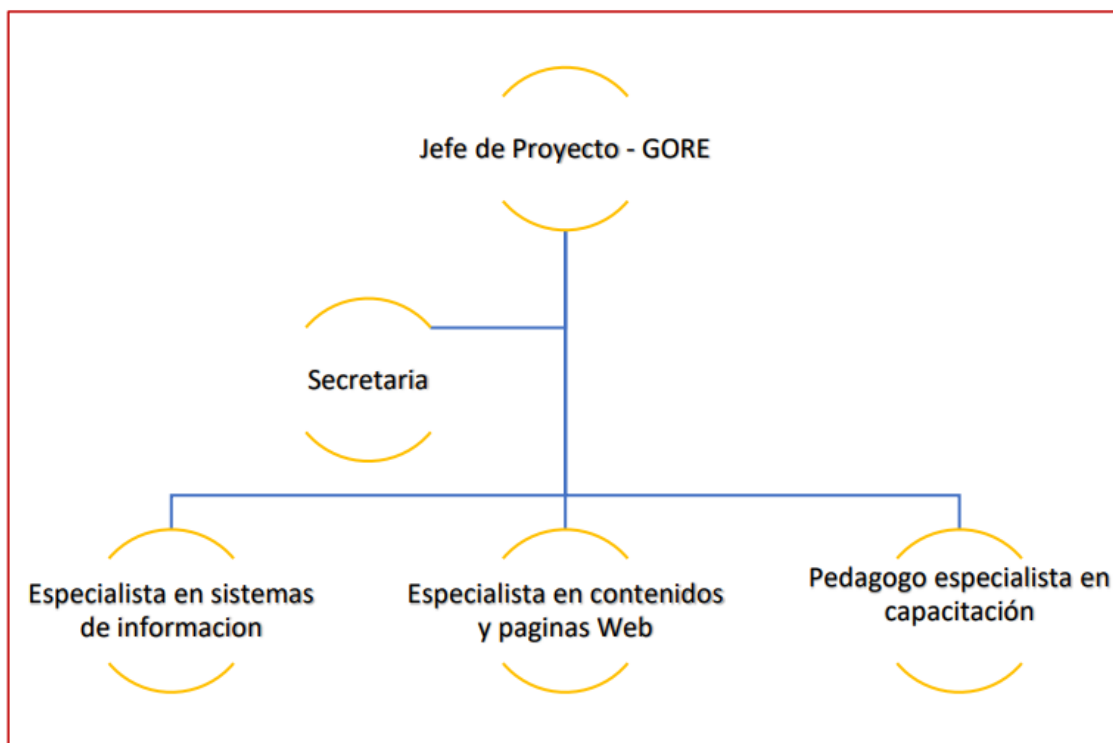 Jefe de Proyecto - GORE
Secretaria
Especialista en sistemas
de informacion
Especialista en contenidos
y paginas Web
Pedagogo especialista en
capacitación